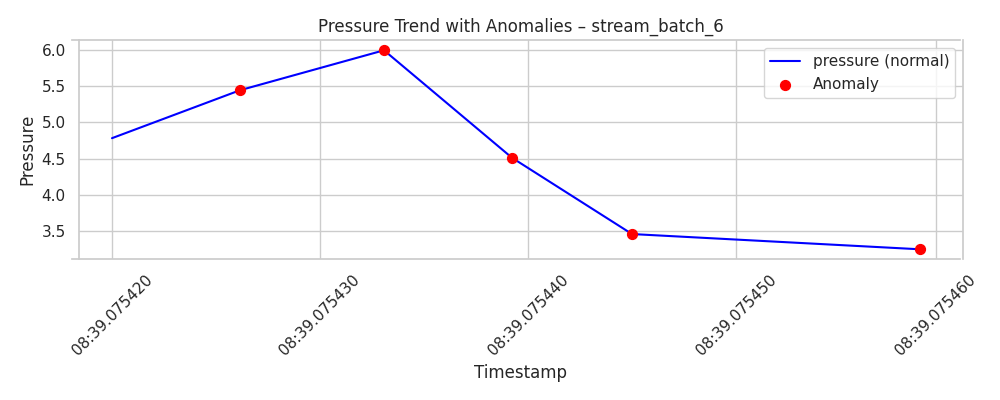 Pressure Trend with Anomalies – stream_batch_6
pressure (normal)
Anomaly
Pressure
6.0
5.5
5.0
4.5
4.0
3.5
08:39.075420
08:39.075430
08:39.075440
08:39.075450
08:39.075460
Timestamp